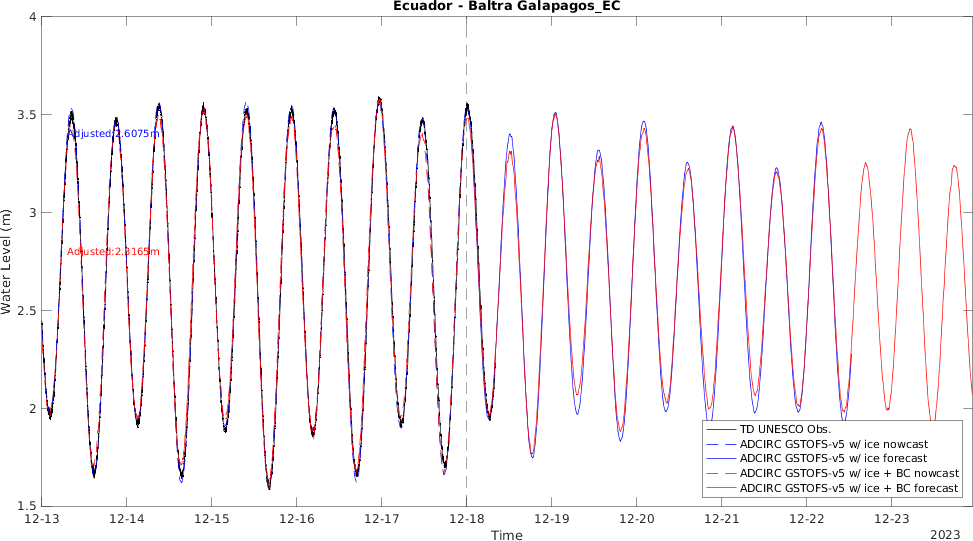 Ecuador - Baltra Galapagos_EC
4
3.5
3
2.5
2
1.5
Water Level (m)
Adjusted:2.6075m
Adjusted:2.3165m
TD UNESCO Obs.
ADCIRC GSTOFS-v5 w/ ice nowcast
ADCIRC GSTOFS-v5 w/ ice forecast
ADCIRC GSTOFS-v5 w/ ice + BC nowcast
ADCIRC GSTOFS-v5 w/ ice + BC forecast
12-13 12-14 12-15 12-16 12-17 12-18 12-19 12-20 12-21 12-22 12-23
Time
2023